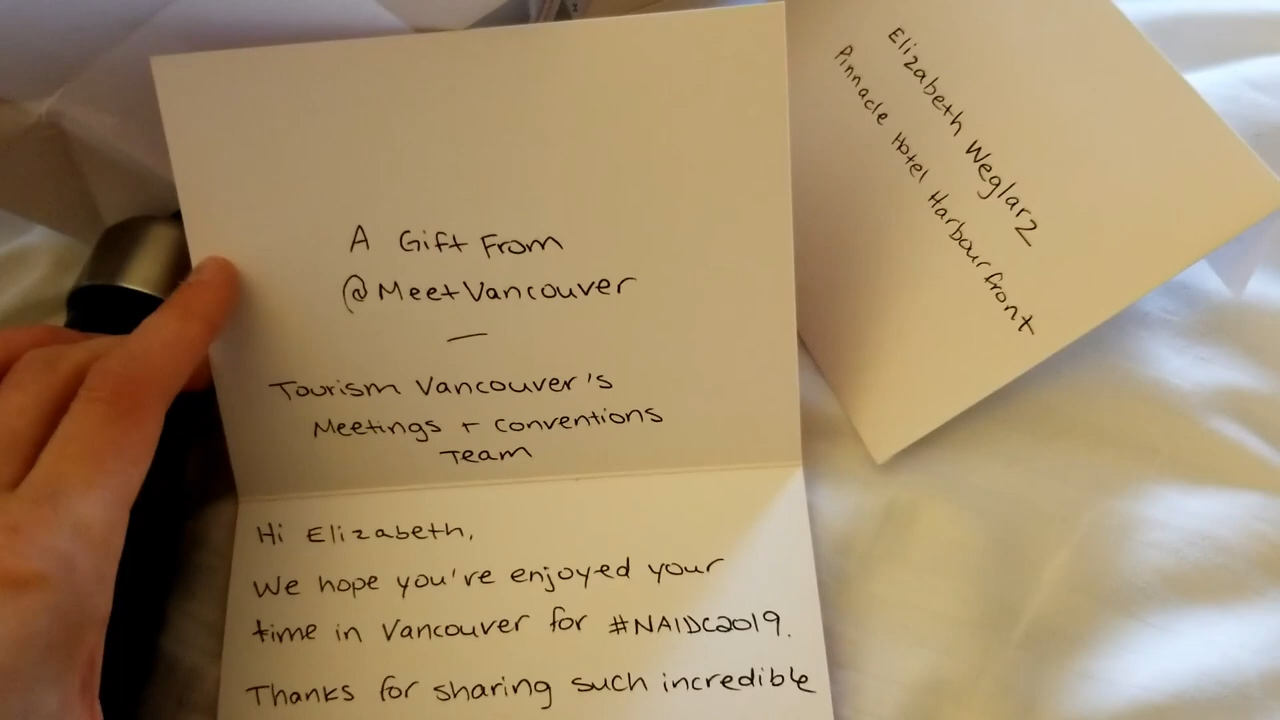 A Gift From
@MeetVancouver
—
Tourism Vancouver's
Meetings + Conventions
Team
Hi Elizabeth,
We hope you've enjoyed your
time in Vancouver for #NAIDC2019.
Thanks for sharing such incredible
Elizabeth Weglarz
Pinnacle Hotel Harbourfront